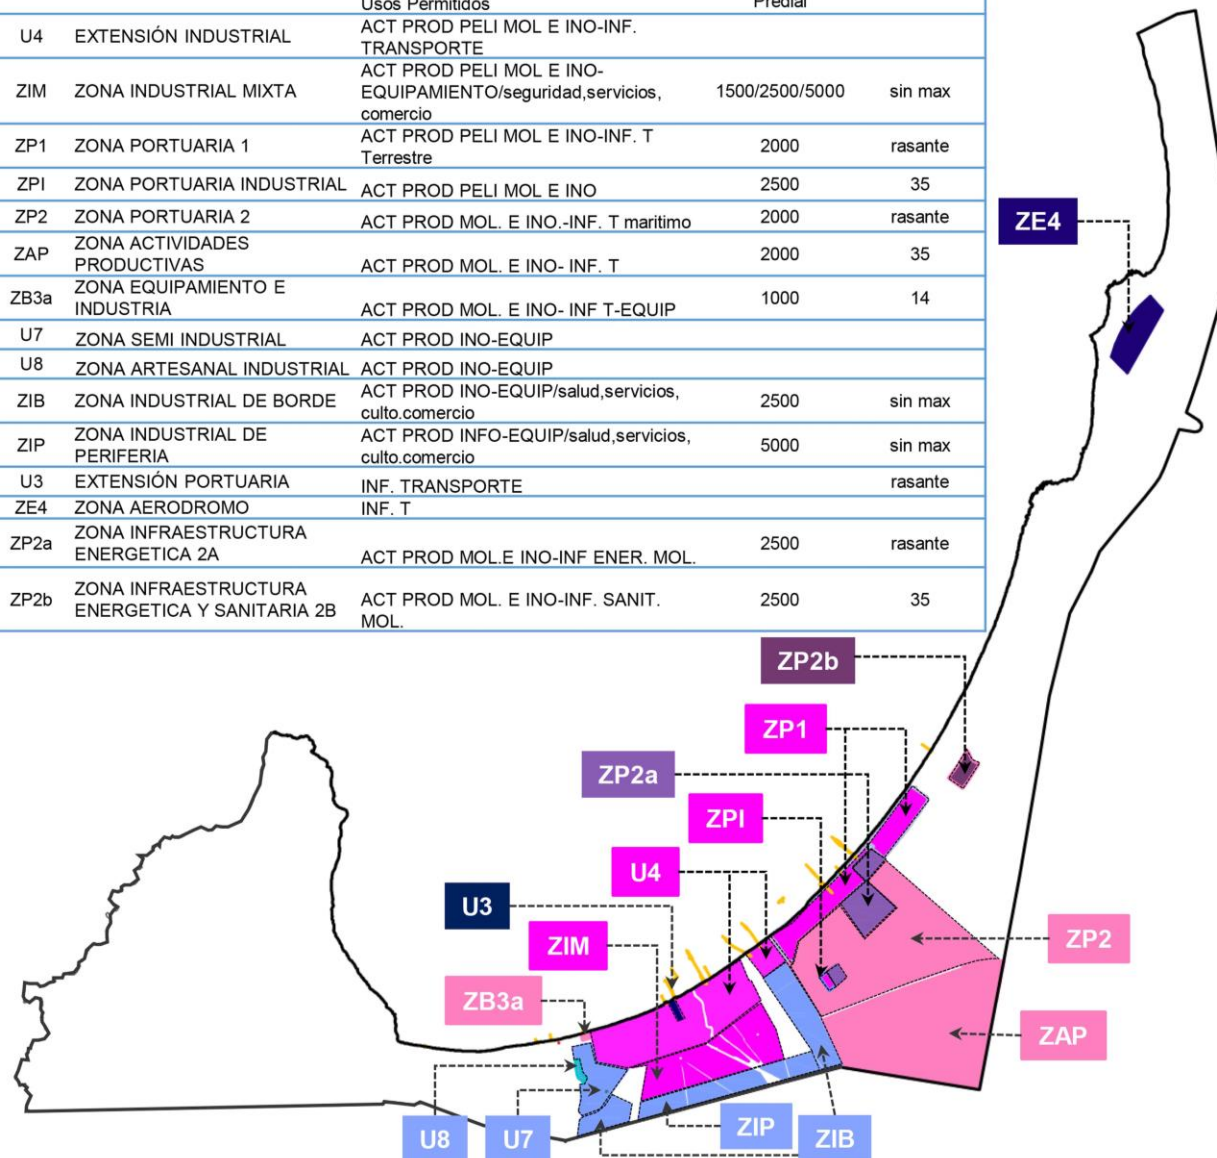 Usos Permitidos Predial
U4 EXTENSIÓN INDUSTRIAL ACT PROD PELI MOL E INO-INF.
TRANSPORTE
ZIM ZONA INDUSTRIAL MIXTA ACT PROD PELI MOL E INO-
EQUIPAMIENTO/seguridad,servicios,
comercio 1500/2500/5000 sin max
ZP1 ZONA PORTUARIA 1 ACT PROD PELI MOL E INO-INF. T
Terrestre 2000 rasante
ZPI ZONA PORTUARIA INDUSTRIAL ACT PROD PELI MOL E INO 2500 35
ZP2 ZONA PORTUARIA 2 ACT PROD MOL. E INO.-INF. T maritimo 2000 rasante
ZAP ZONA ACTIVIDADES
PRODUCTIVAS ACT PROD MOL. E INO- INF. T 2000 35
ZB3a ZONA EQUIPAMIENTO E
INDUSTRIA ACT PROD MOL. E INO- INF T-EQUIP 1000 14
U7 ZONA SEMI INDUSTRIAL ACT PROD INO-EQUIP
U8 ZONA ARTESANAL INDUSTRIAL ACT PROD INO-EQUIP
ZIB ZONA INDUSTRIAL DE BORDE ACT PROD INO-EQUIP/salud,servicios,
culto.comercio 2500 sin max
ZIP ZONA INDUSTRIAL DE
PERIFERIA ACT PROD INFO-EQUIP/salud,servicios,
culto.comercio 5000 sin max
U3 EXTENSIÓN PORTUARIA INF. TRANSPORTE rasante
ZE4 ZONA AERODROMO INF. T
ZP2a ZONA INFRAESTRUCTURA
ENERGETICA 2A ACT PROD MOL.E INO-INF ENER. MOL. 2500 rasante
ZP2b ZONA INFRAESTRUCTURA
ENERGETICA Y SANITARIA 2B ACT PROD MOL. E INO-INF. SANIT.
MOL. 2500 35
ZE4
ZP2b
ZP1
ZP2a
ZPI
U4
U3
ZIM
ZP2
ZB3a
ZAP
U8
U7
ZIP
ZIB